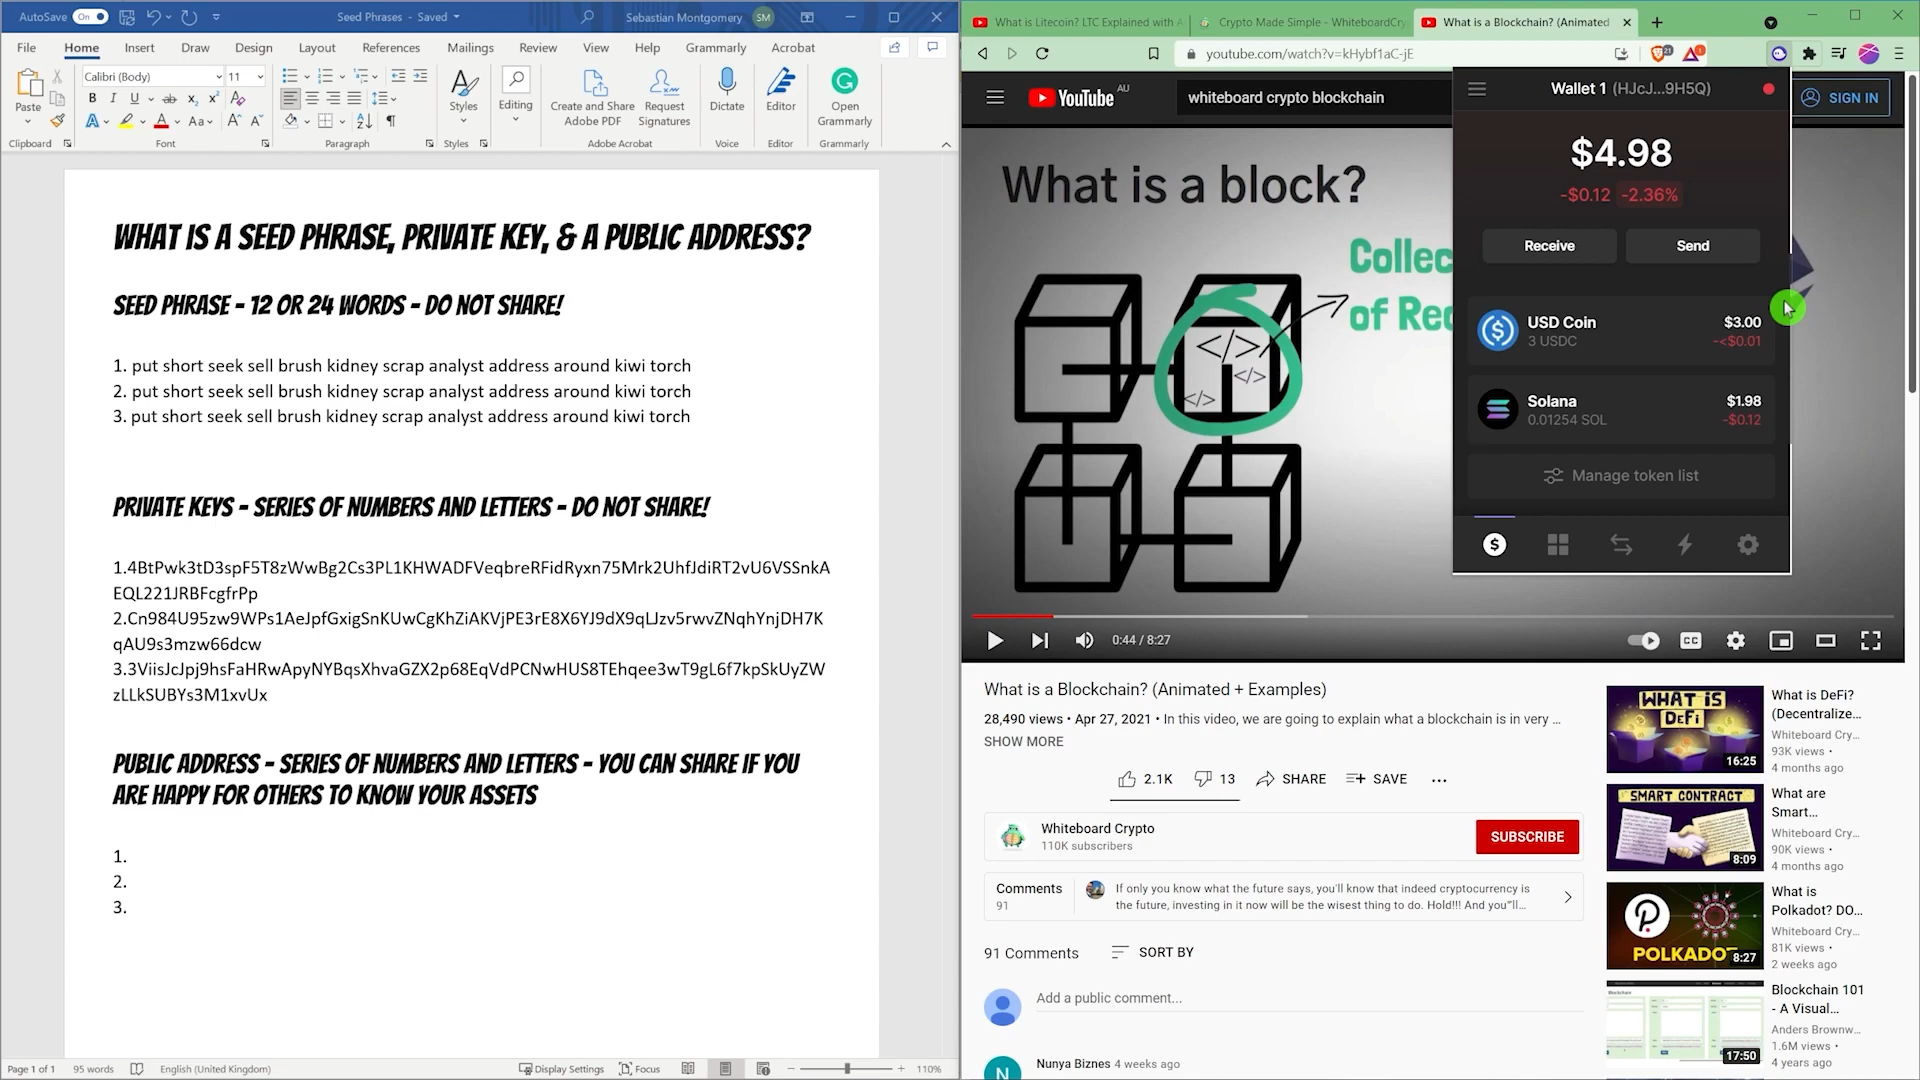 AutoSave On
Seed Phrases - Saved
Sebastian Montgomery SM
File Home Insert Draw Design Layout References Mailings Review View Help Grammarly Acrobat
Calibri (Body) 11
Paste
Styles
Editing
Create and Share Adobe PDF
Request Signatures
Dictate
Editor
Open Grammarly
Clipboard Font Paragraph Styles Adobe Acrobat Voice Editor Grammarly
WHAT IS A SEED PHRASE, PRIVATE KEY, & A PUBLIC ADDRESS?
SEED PHRASE - 12 OR 24 WORDS - DO NOT SHARE!
1. put short seek sell brush kidney scrap analyst address around kiwi torch
2. put short seek sell brush kidney scrap analyst address around kiwi torch
3. put short seek sell brush kidney scrap analyst address around kiwi torch
PRIVATE KEYS - SERIES OF NUMBERS AND LETTERS - DO NOT SHARE!
1.
2.
3.
PUBLIC ADDRESS - SERIES OF NUMBERS AND LETTERS - YOU CAN SHARE IF YOU
ARE HAPPY FOR OTHERS TO KNOW YOUR ASSETS
1.
2.
3.
Page 1 of 1 95 words English (United Kingdom) Display Settings Focus 110%
What is Litecoin? LTC Explained with
Crypto Made Simple - WhiteboardCry
What is a Blockchain? (Animated
youtube.com/watch?v=kHybf1aC-jE
21
1
YouTube AU
whiteboard crypto blockchain
SIGN IN
What is a block?
Collec
of Rec
</>
</>
</>
Wallet 1 (HJcJ...9H5Q)
$4.98
-$0.12 -2.36%
Receive Send
USD Coin $3.00
3 USDC -<$0.01
Solana $1.98
0.01254 SOL -$0.12
Manage token list
0:44 / 8:27
CC
What is a Blockchain? (Animated + Examples)
28,490 views • Apr 27, 2021 • In this video, we are going to explain what a blockchain is in very ...
SHOW MORE
2.1K 13 SHARE SAVE ...
Whiteboard Crypto
110K subscribers
SUBSCRIBE
Comments
91
If only you know what the future says, you'll know that indeed cryptocurrency is
the future, investing in it now will be the wisest thing to do. Hold!!! And you"ll...
91 Comments SORT BY
Add a public comment...
N
Nunya Biznes 4 weeks ago
WHAT IS
DeFi
16:25
What is DeFi?
(Decentralize...
Whiteboard Cry...
93K views •
4 months ago
SMART CONTRACT
8:09
What are
Smart...
Whiteboard Cry...
90K views •
4 months ago
POLKADOT
8:27
What is
Polkadot? DO...
Whiteboard Cry...
81K views •
2 weeks ago
17:50
Blockchain 101
- A Visual...
Anders Brownw...
1.6M views •
4 years ago